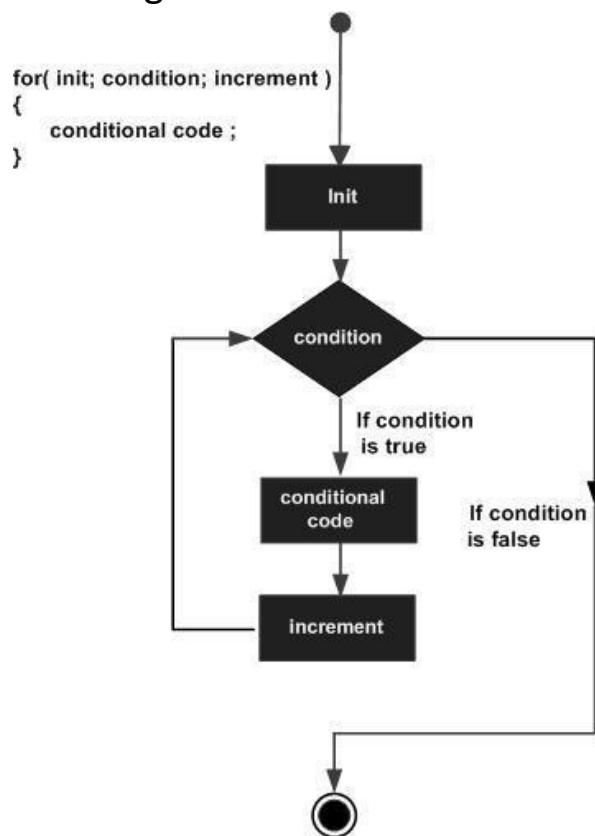 for( init; condition; increment )
{
conditional code ;
}
Init
condition
If condition
is true
conditional
code
If condition
is false
increment